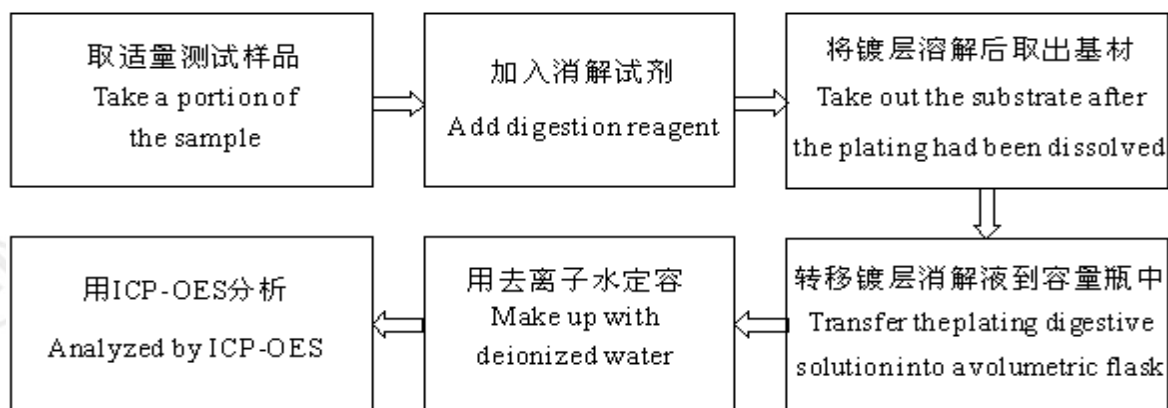 取适量测试样品
Take a portion of
the sample
加入消解试剂
Add digestion reagent
将镀层溶解后取出基材
Take out the substrate after
the plating had been dissolved
转移镀层消解液到容量瓶中
Transfer the plating digestive
solution into a volumetric flask
用去离子水定容
Make up with
deionized water
用ICP-OES分析
Analyzed by ICP-OES